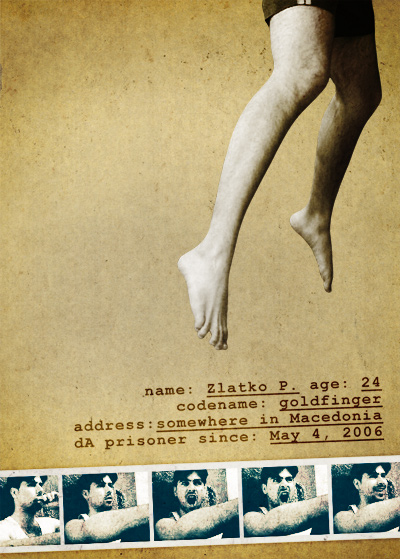 name: Zlatko P. age: 24
codename: goldfinger
address:somewhere in Macedonia
dA prisoner since: May 4, 2006